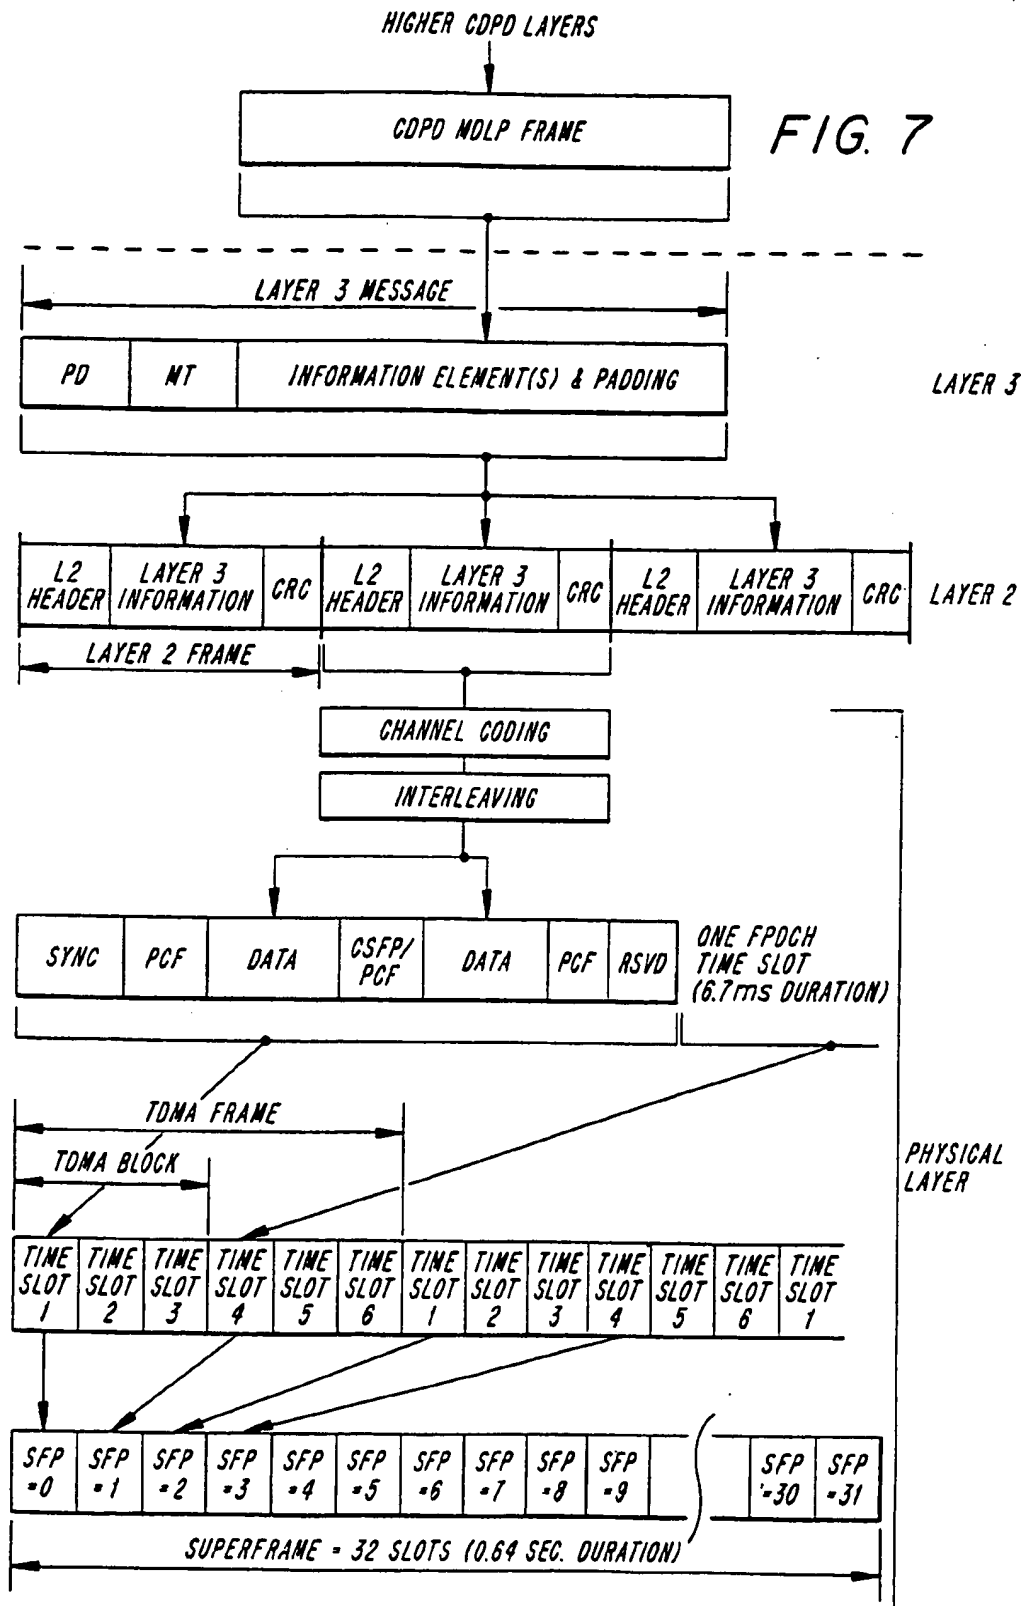 HIGHER CDPD LAYERS
CDPD MDLP FRAME
FIG. 7
LAYER 3 MESSAGE
PD
MT
INFORMATION ELEMENT(S) & PADDING
LAYER 3
L2
HEADER
LAYER 3
INFORMATION
CRC
L2
HEADER
LAYER 3
INFORMATION
CRC
L2
HEADER
LAYER 3
INFORMATION
CRC
LAYER 2
LAYER 2 FRAME
CHANNEL CODING
INTERLEAVING
SYNC
PCF
DATA
CSFP/
PCF
DATA
PCF
RSVD
ONE FPDCH
TIME SLOT
(6.7ms DURATION)
TDMA FRAME
TDMA BLOCK
PHYSICAL
LAYER
TIME
SLOT
1
TIME
SLOT
2
TIME
SLOT
3
TIME
SLOT
4
TIME
SLOT
5
TIME
SLOT
6
TIME
SLOT
1
TIME
SLOT
2
TIME
SLOT
3
TIME
SLOT
4
TIME
SLOT
5
TIME
SLOT
6
TIME
SLOT
1
SFP
=0
SFP
=1
SFP
=2
SFP
=3
SFP
=4
SFP
=5
SFP
=6
SFP
=7
SFP
=8
SFP
=9
SFP
=30
SFP
=31
SUPERFRAME = 32 SLOTS (0.64 SEC. DURATION)